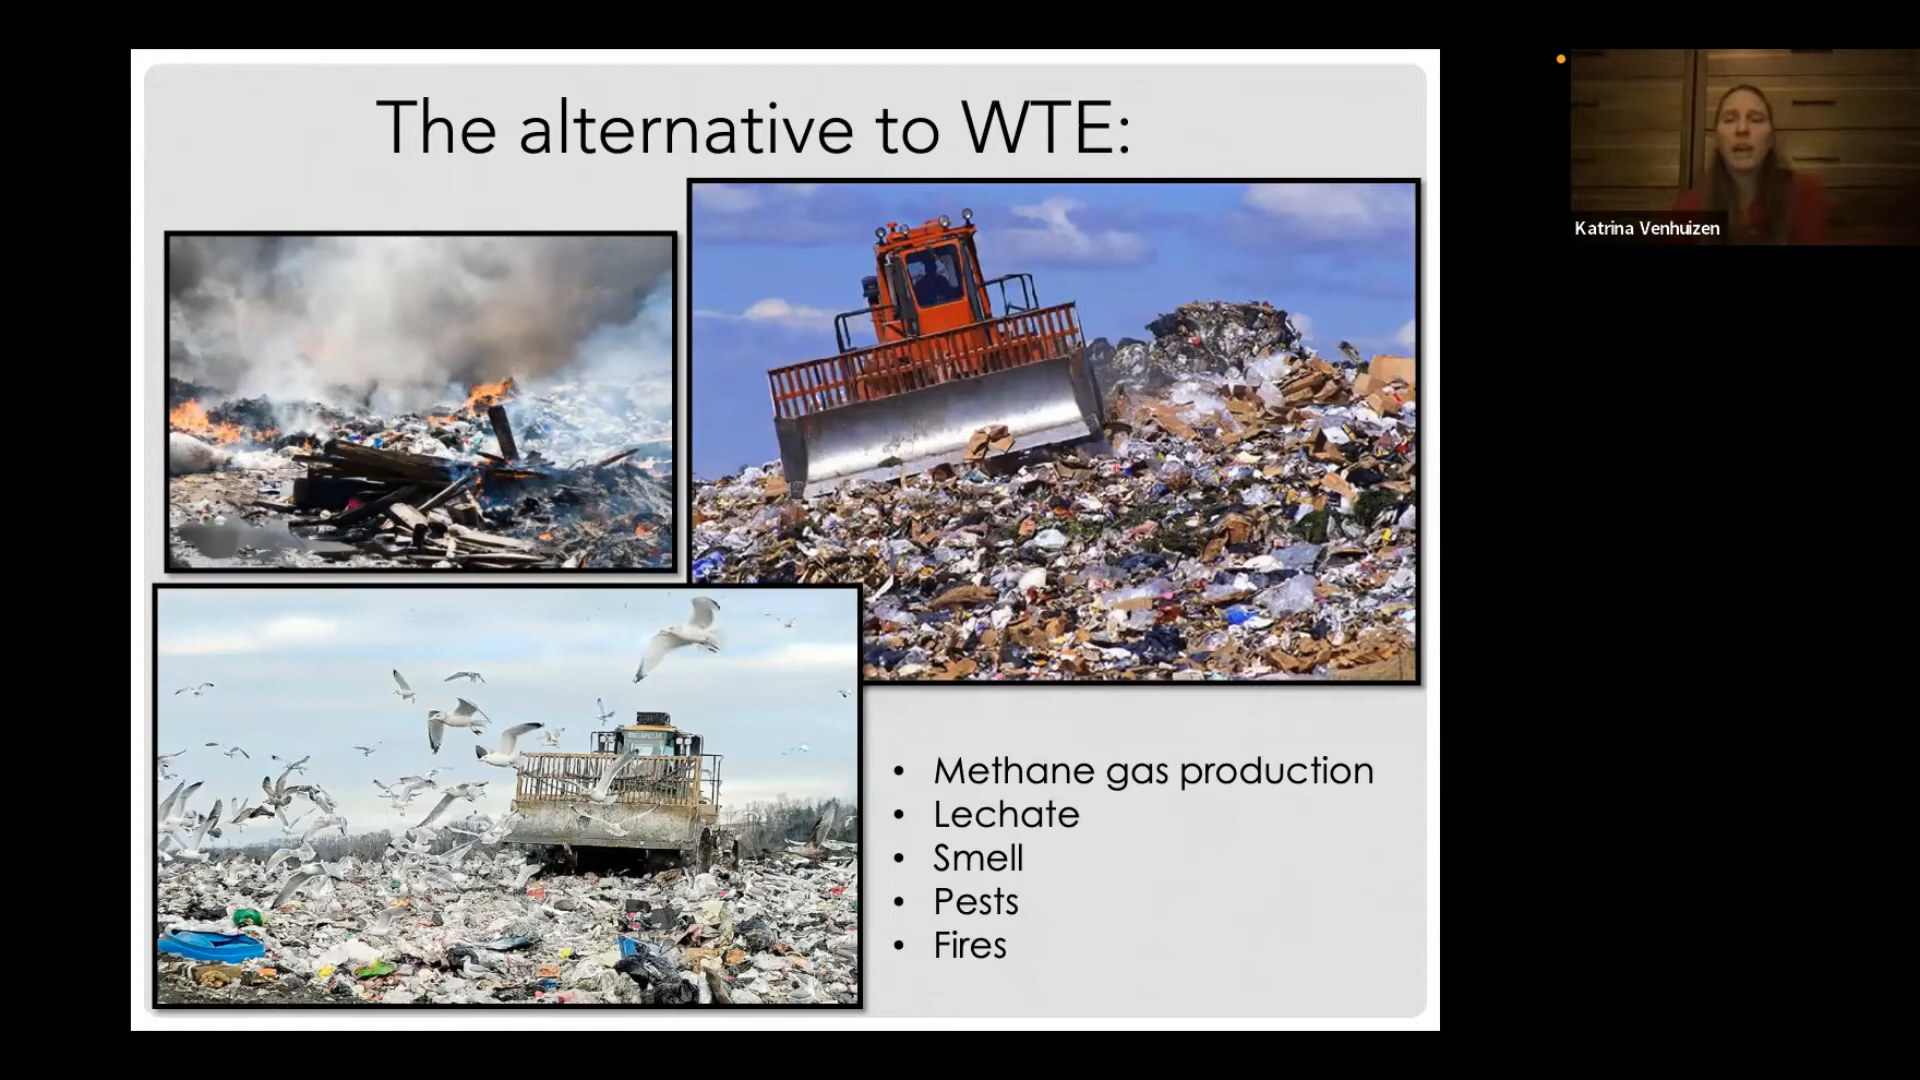 The alternative to WTE:
Katrina Venhuizen
• Methane gas production
• Lechate
• Smell
• Pests
• Fires